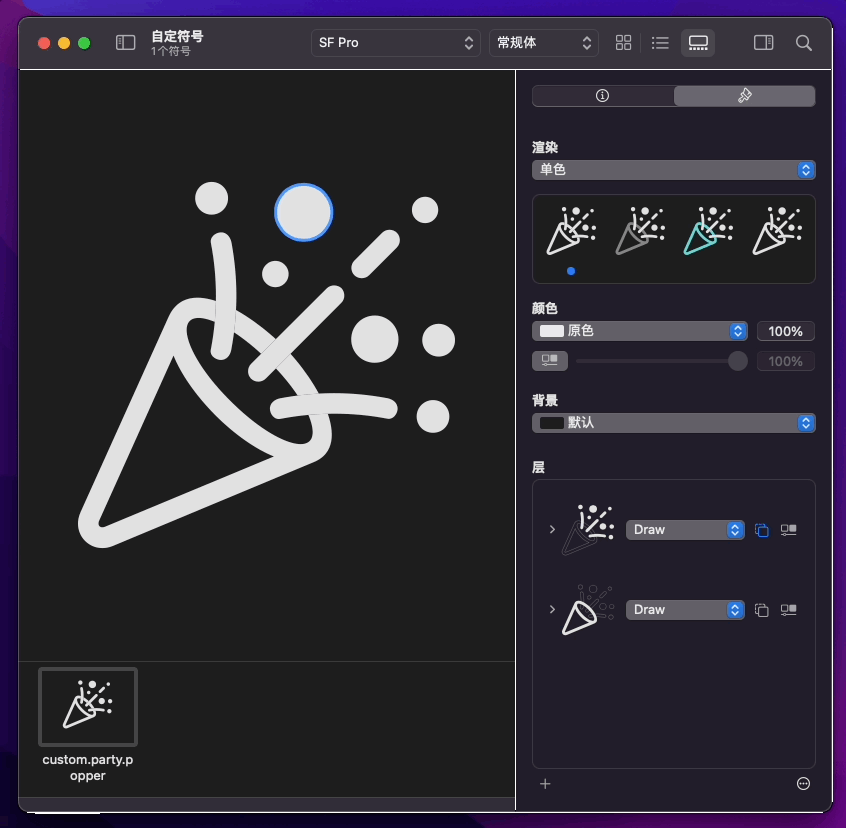 自定符号
1个符号
SF Pro
常规体
渲染
单色
颜色
原色
100%
100%
背景
默认
层
Draw
Draw
custom.party.p
opper